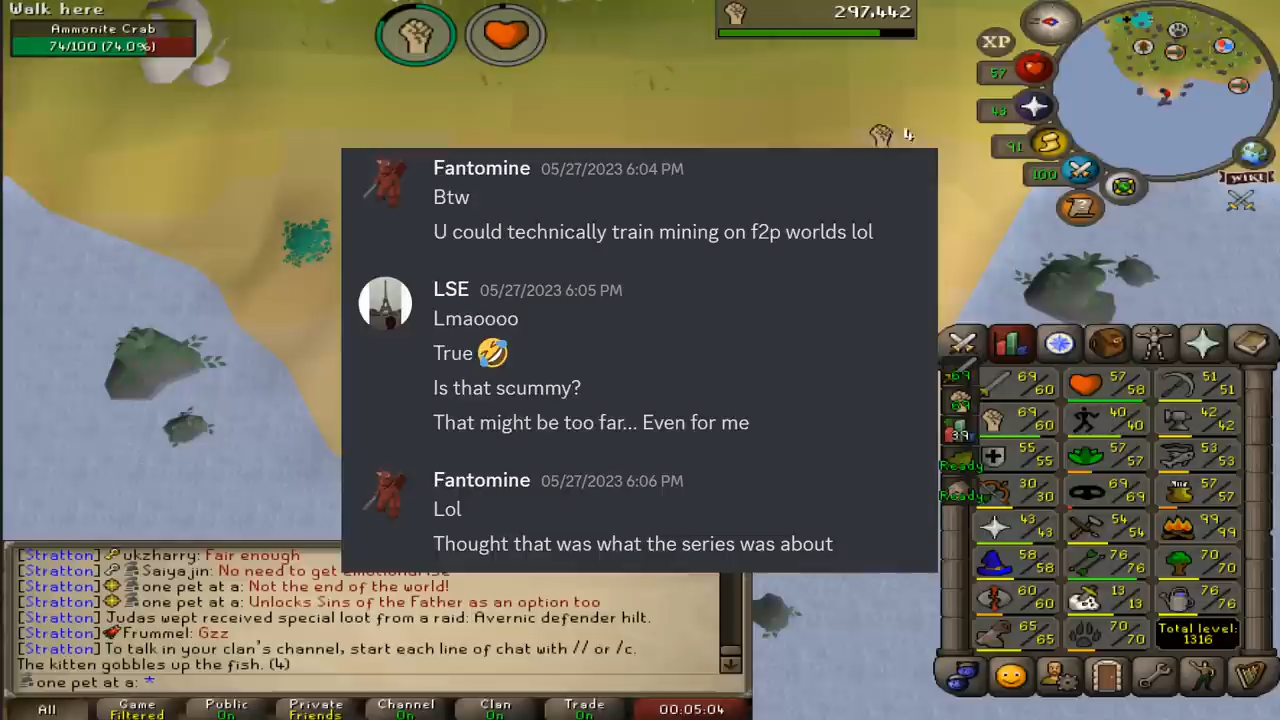 Walk here
Ammonite Crab
74/100 (74.0%)
297,442
XP
57
43
91
100
WIKI
4
Fantomine 05/27/2023 6:04 PM
Btw
U could technically train mining on f2p worlds lol
LSE 05/27/2023 6:05 PM
Lmaoooo
True 🤣
Is that scummy?
That might be too far... Even for me
Fantomine 05/27/2023 6:06 PM
Lol
Thought that was what the series was about
69
69
39
Ready
Ready
69/60 57/58 51/51
69/60 40/40 42/42
55/55 57/57 53/53
30/30 69/69 57/57
43/43 54/54 99/99
58/58 76/76 70/70
60/60 13/13 76/76
65/65 70/70 Total level: 1316
[Stratton] ukzharry: Fair enough
[Stratton] Saiyajin: No need to get
[Stratton] one pet at a: Not the end of the world!
[Stratton] one pet at a: Unlocks Sins of the Father as an option too
[Stratton] Judas wept received special loot from a raid: Avernic defender hilt.
[Stratton] Frummel: Gzz
[Stratton] To talk in your clan's channel, start each line of chat with // or /c.
The kitten gobbles up the fish. (4)
one pet at a: *
All Game Filtered Public On Private Friends Channel On Clan On Trade On 00:05:04